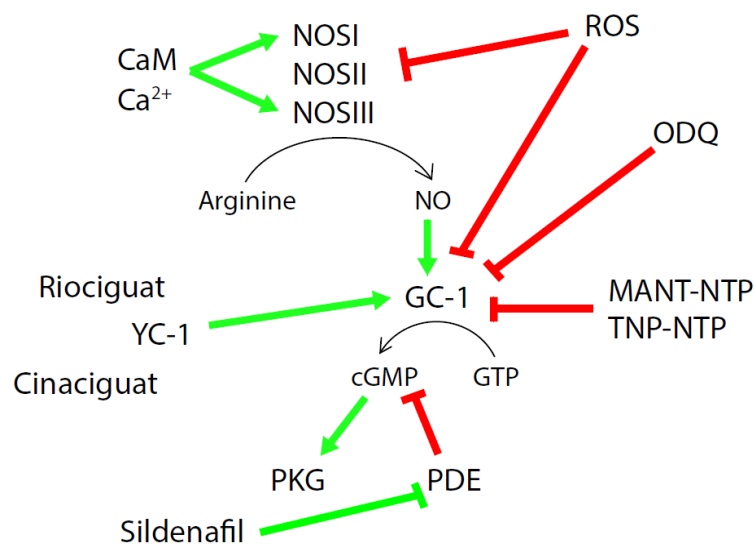 NOSI
ROS
CaM
NOSII
Ca²⁺
NOSIII
ODQ
Arginine
NO
Riociguat
GC-1
MANT-NTP
YC-1
TNP-NTP
Cinaciguat
cGMP
GTP
PKG
PDE
Sildenafil